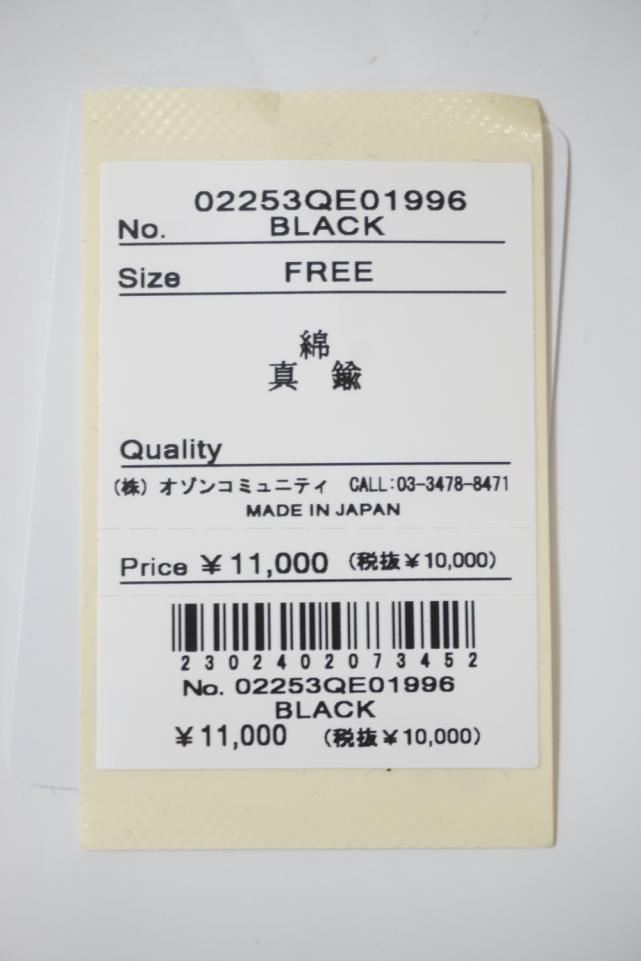 02253QE01996
No. BLACK
Size FREE
綿
真　鍮
Quality
（株）オゾンコミュニティ　CALL:03-3478-8471
MADE IN JAPAN
Price ￥11,000 （税抜￥10,000）
2302402073452
No. 02253QE01996
BLACK
￥11,000 （税抜￥10,000）